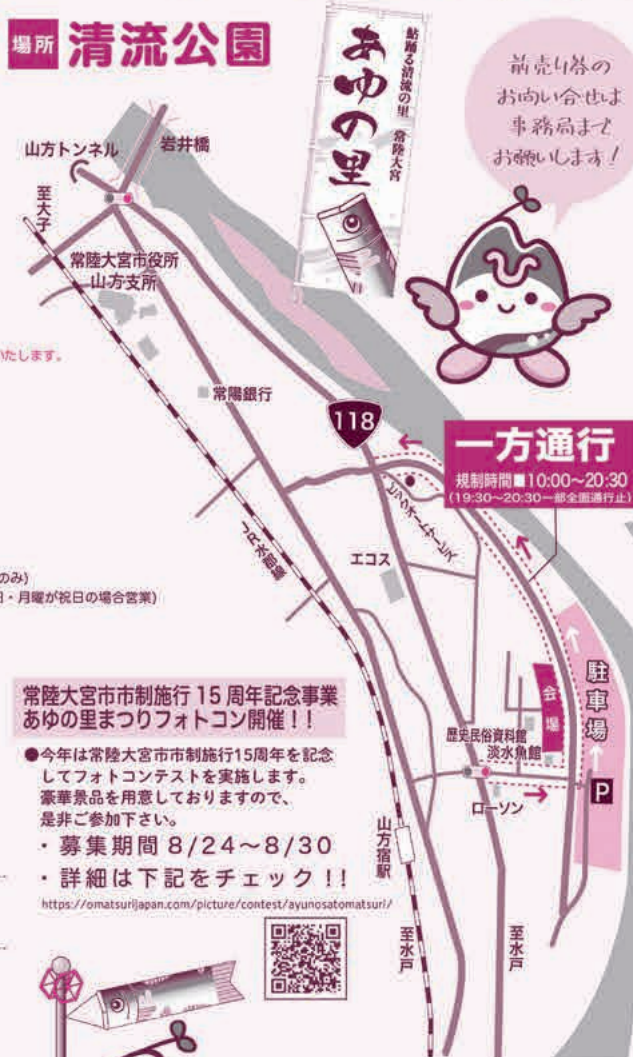 場所 清流公園
鮎踊る清流の里 常陸大宮
あゆの里
前売り券の
お問い合せは
事務局まで
お願いします!
山方トンネル
岩井橋
至大子
常陸大宮市役所
山方支所
いたします。
常陽銀行
118
一方通行
規制時間■10:00〜20:30
(19:30〜20:30一部全面通行止)
ビッグオートサービス
JR水郡線
エコス
のみ)
日・月曜が祝日の場合営業)
会場
駐車場
歴史民俗資料館
淡水魚館
P
ローソン
常陸大宮市市制施行 15 周年記念事業
あゆの里まつりフォトコン開催!!
●今年は常陸大宮市市制施行15周年を記念
してフォトコンテストを実施します。
豪華景品を用意しておりますので、
是非ご参加下さい。
・募集期間 8/24〜8/30
・詳細は下記をチェック!!
https://omatsurijapan.com/picture/contest/ayunosatomatsuri/
山方宿駅
至水戸
至水戸